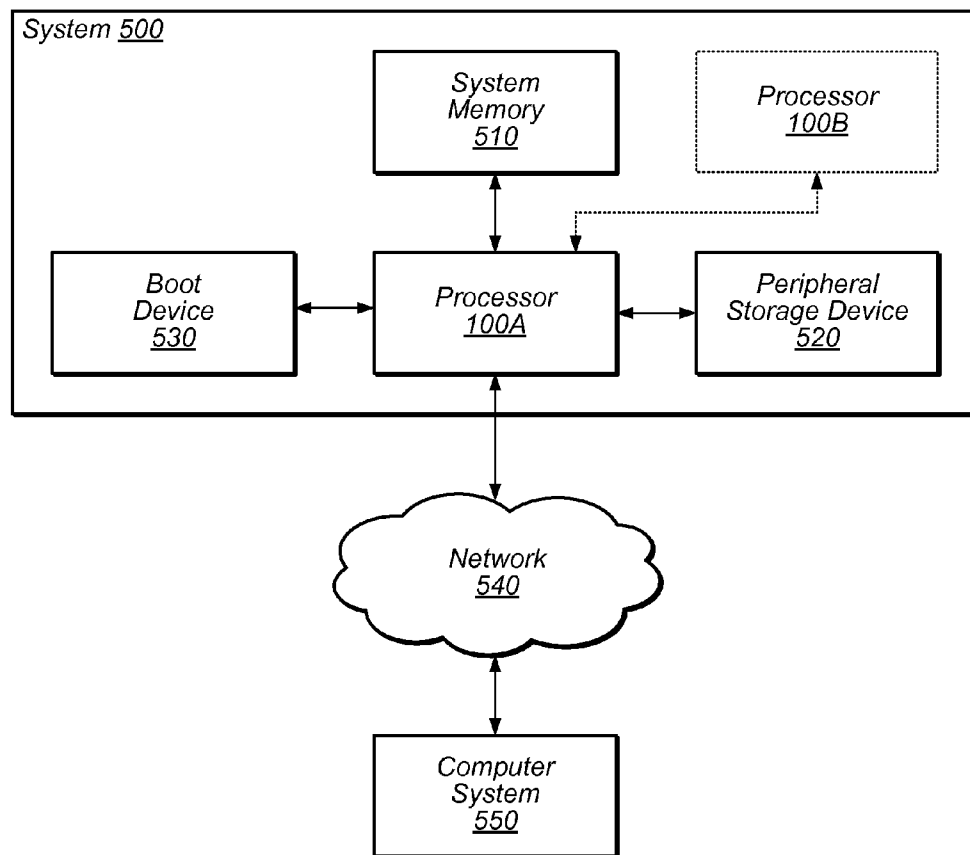 System 500
System
Memory
510
Processor
100B
Boot
Device
530
Processor
100A
Peripheral
Storage Device
520
Network
540
Computer
System
550